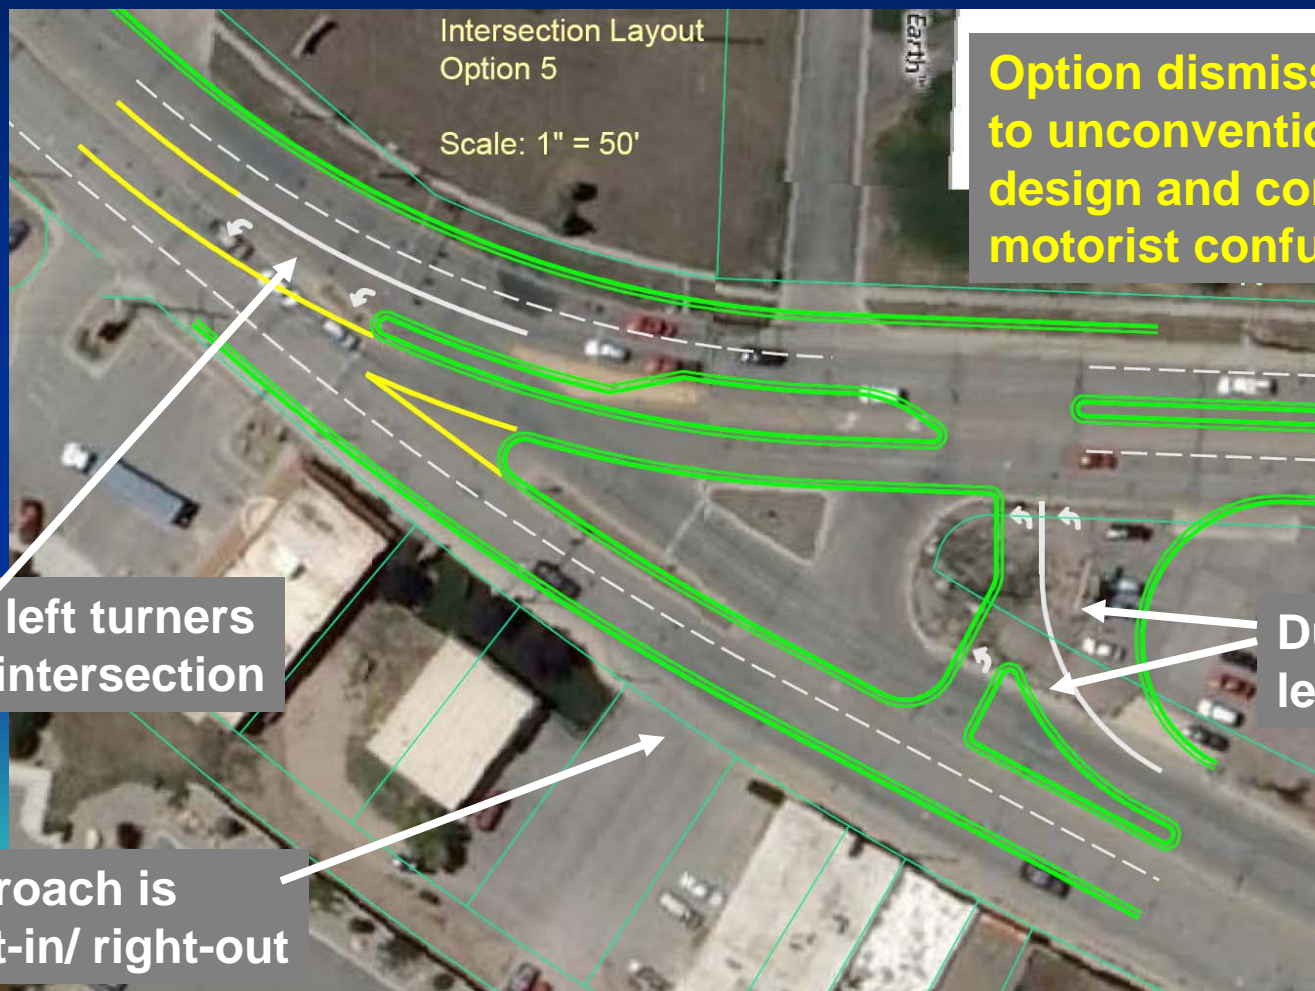 Intersection Layout
Option 5
Scale: 1" = 50'
Earth™
Option dismiss
to unconventio
design and co
motorist confu
left turners
intersection
D
le
roach is
t-in/ right-out